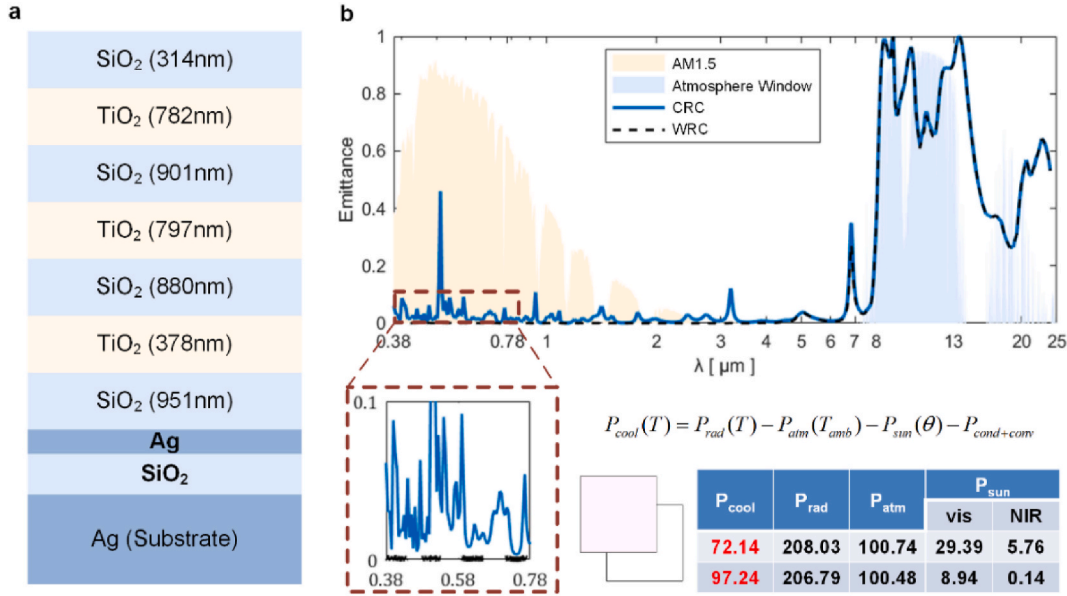 a
SiO₂ (314nm)
TiO₂ (782nm)
SiO₂ (901nm)
TiO₂ (797nm)
SiO₂ (880nm)
TiO₂ (378nm)
SiO₂ (951nm)
Ag
SiO₂
Ag (Substrate)
b
Emittance
1
0.8
0.6
0.4
0.2
0
AM1.5
Atmosphere Window
CRC
WRC
0.38 0.78 1 2 3 4 5 6 7 8 13 20 25
λ [ μm ]
0.1
0
0.38 0.58 0.78
P_cool(T) = P_rad(T) − P_atm(T_amb) − P_sun(θ) − P_cond+conv
P_cool P_rad P_atm P_sun
vis NIR
72.14 208.03 100.74 29.39 5.76
97.24 206.79 100.48 8.94 0.14